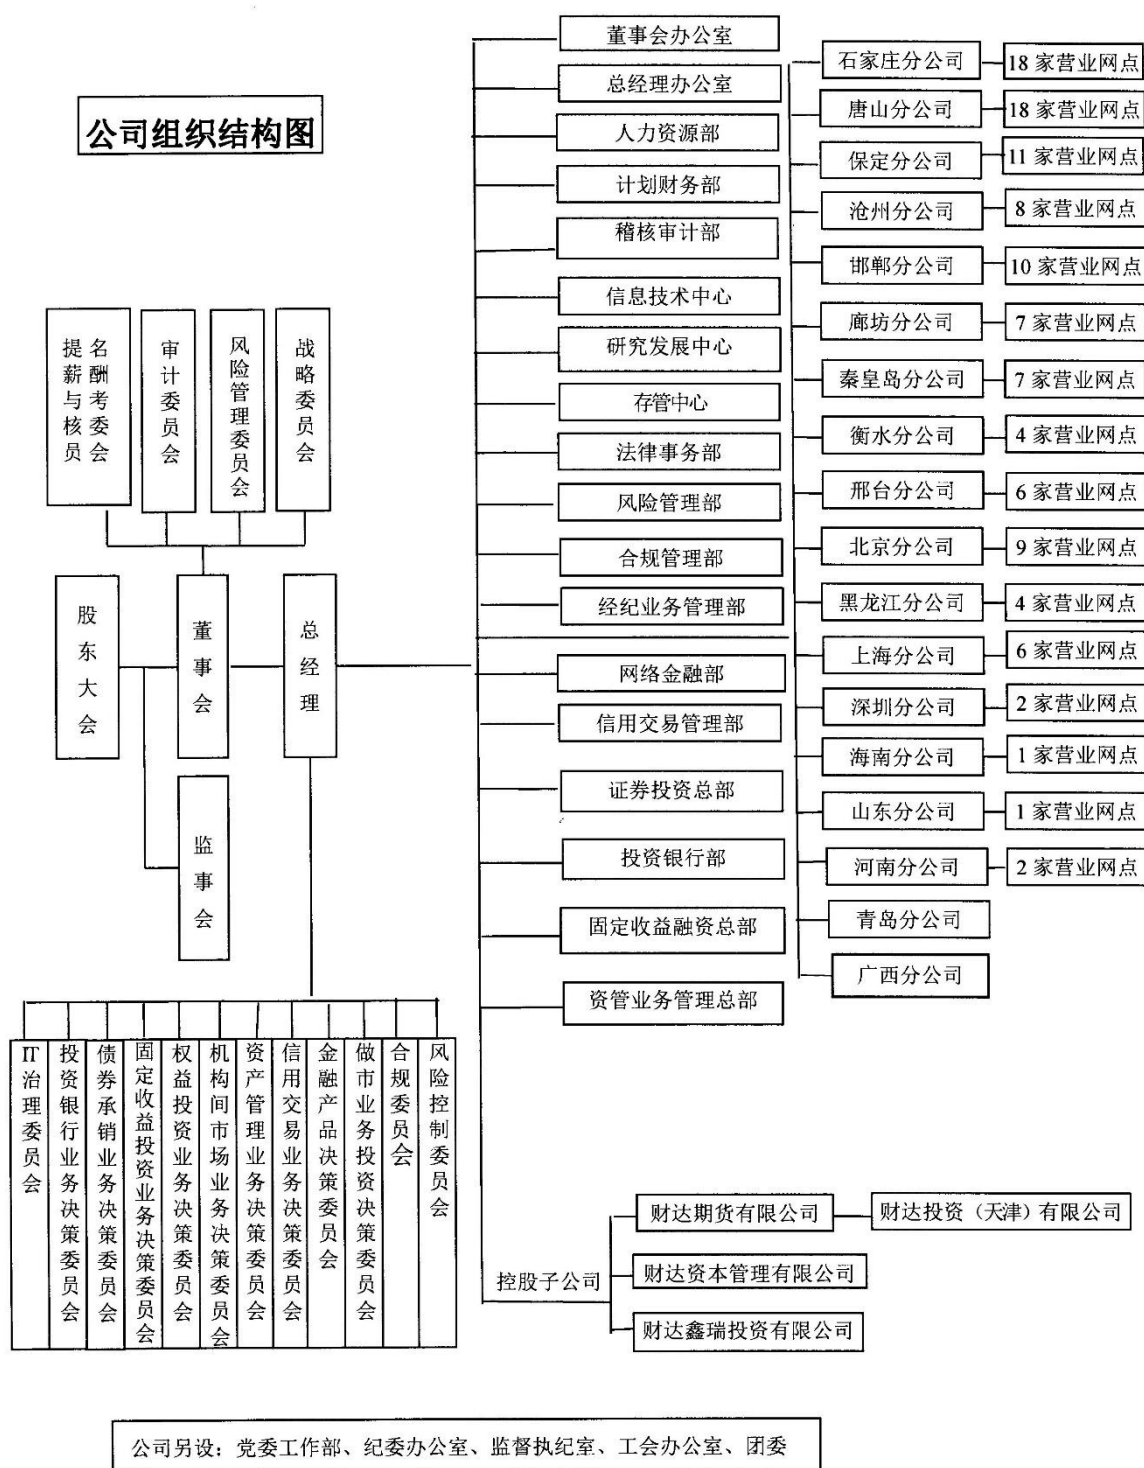 公司组织结构图
提名薪酬与考核委员会
审计委员会
风险管理委员会
战略委员会
股东大会
董事会
总经理
监事会
IT治理委员会
投资银行业务决策委员会
债券承销业务决策委员会
固定收益投资业务决策委员会
权益投资业务决策委员会
机构间市场业务决策委员会
资产管理业务决策委员会
信用交易业务决策委员会
金融产品决策委员会
做市业务投资决策委员会
合规委员会
风险控制委员会
董事会办公室
总经理办公室
人力资源部
计划财务部
稽核审计部
信息技术中心
研究发展中心
存管中心
法律事务部
风险管理部
合规管理部
经纪业务管理部
网络金融部
信用交易管理部
证券投资总部
投资银行部
固定收益融资总部
资管业务管理总部
石家庄分公司 18 家营业网点
唐山分公司 18 家营业网点
保定分公司 11 家营业网点
沧州分公司 8 家营业网点
邯郸分公司 10 家营业网点
廊坊分公司 7 家营业网点
秦皇岛分公司 7 家营业网点
衡水分公司 4 家营业网点
邢台分公司 6 家营业网点
北京分公司 9 家营业网点
黑龙江分公司 4 家营业网点
上海分公司 6 家营业网点
深圳分公司 2 家营业网点
海南分公司 1 家营业网点
山东分公司 1 家营业网点
河南分公司 2 家营业网点
青岛分公司
广西分公司
控股子公司
财达期货有限公司 财达投资（天津）有限公司
财达资本管理有限公司
财达鑫瑞投资有限公司
公司另设：党委工作部、纪委办公室、监督执纪室、工会办公室、团委